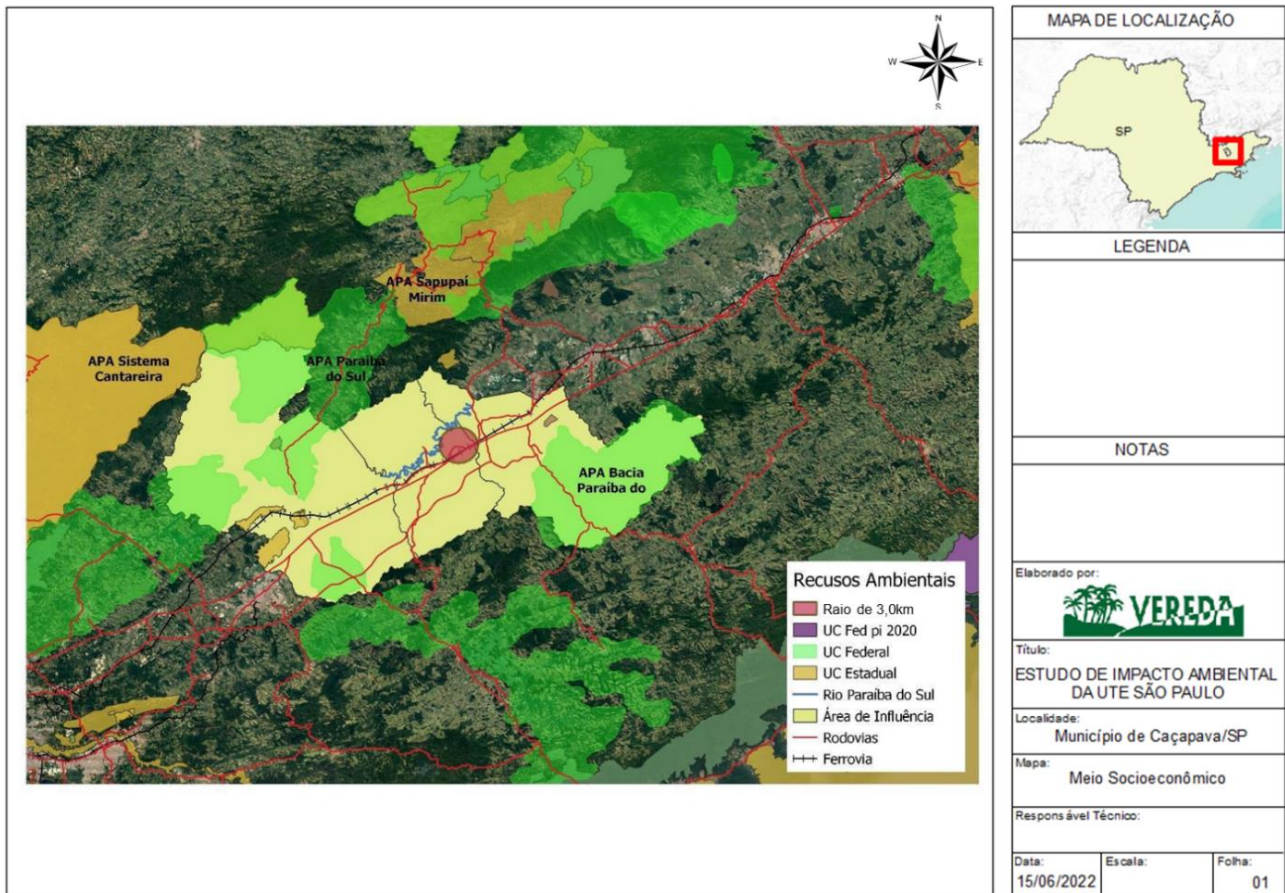 N
W
E
S
APA Sapupaí
Mirim
APA Sistema
Cantareira
APA Paraíba
do Sul
APA Bacia
Paraíba do
Recusos Ambientais
Raio de 3,0km
UC Fed pi 2020
UC Federal
UC Estadual
Rio Paraíba do Sul
Área de Influência
Rodovias
Ferrovia
MAPA DE LOCALIZAÇÃO
SP
LEGENDA
NOTAS
Elaborado por:
VEREDA
Título:
ESTUDO DE IMPACTO AMBIENTAL
DA UTE SÃO PAULO
Localidade:
Município de Caçapava/SP
Mapa:
Meio Socioeconômico
Responsável Técnico:
Data:
Escala:
Folha:
15/06/2022
01